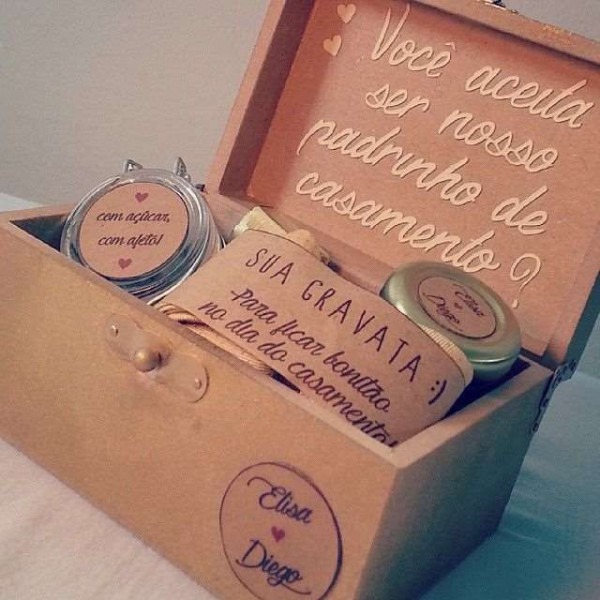 Você aceita
ser nosso
padrinho de
casamento?
com açúcar,
com afeto!
SUA GRAVATA :)
Para ficar bonitão
no dia do casamento!
Elisa
Diego
Elisa
Diego